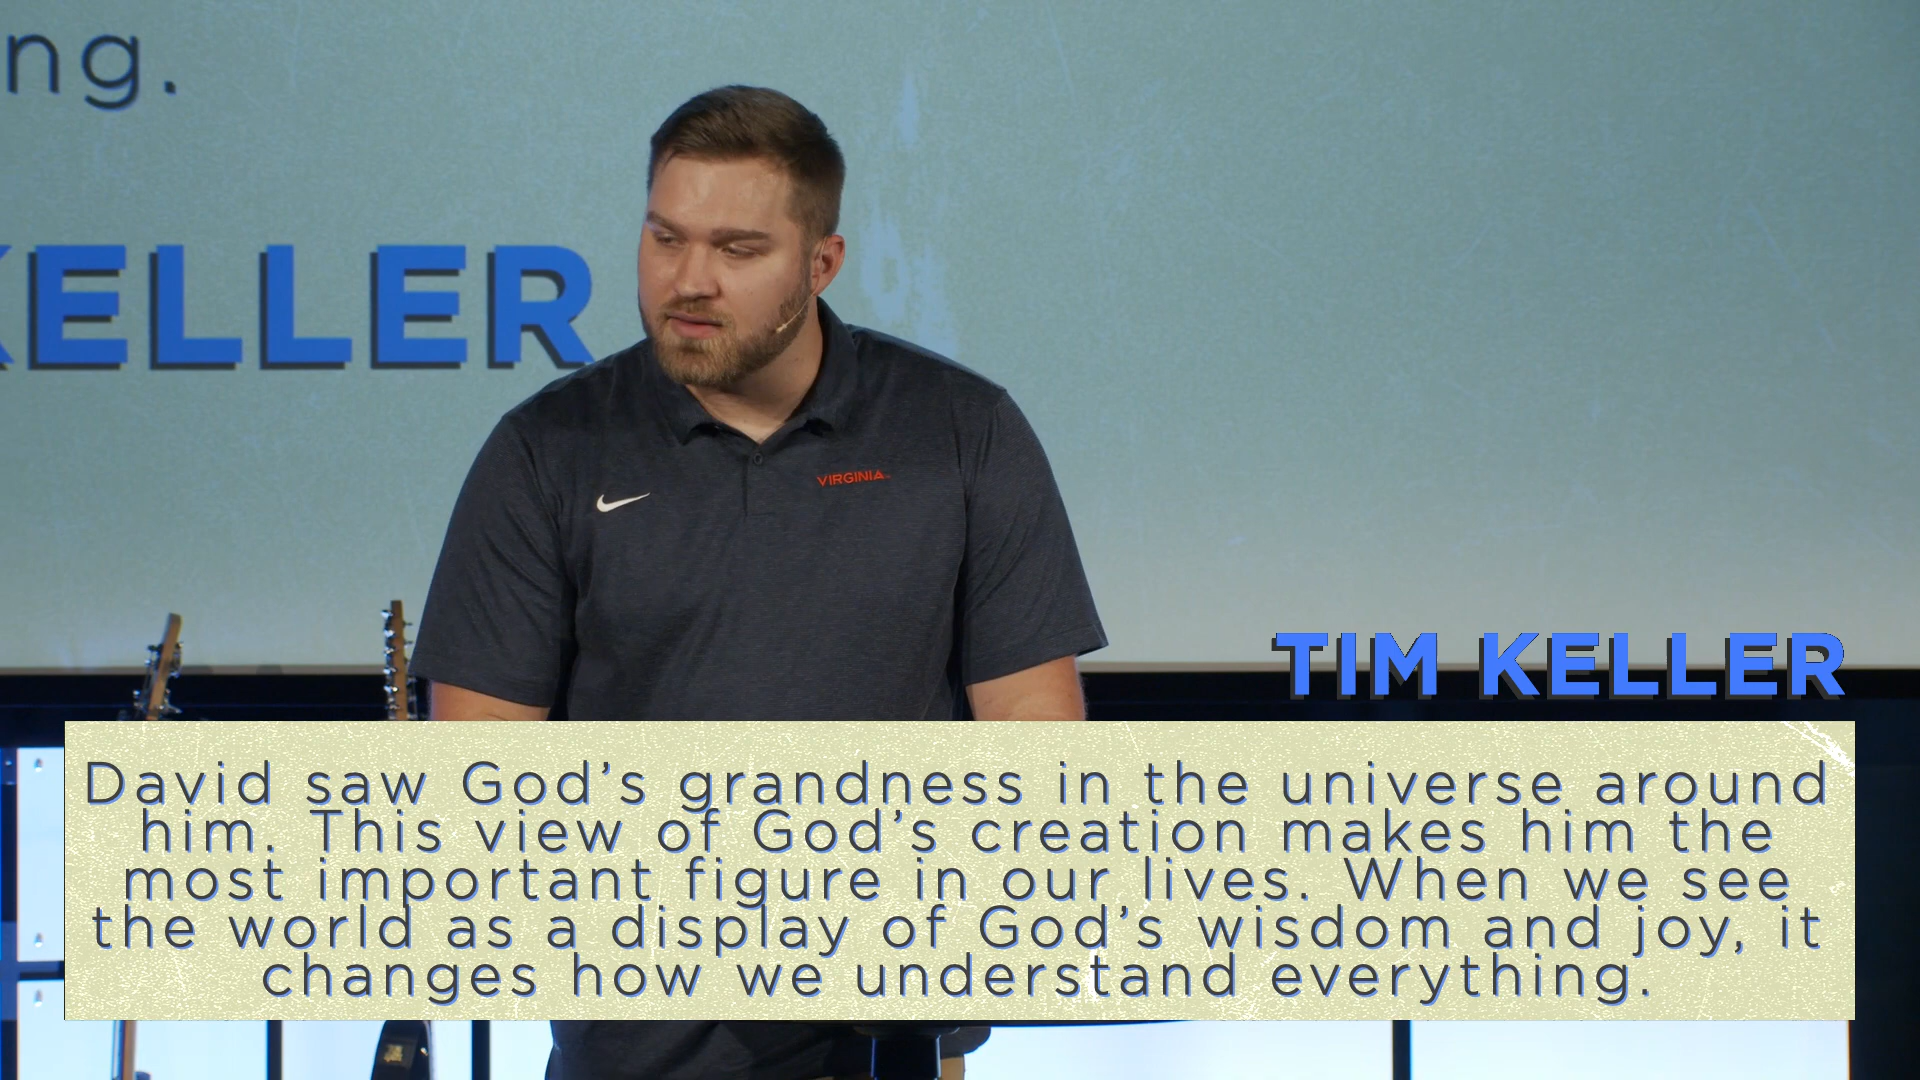 ng.
KELLER
VIRGINIA
TIM KELLER
David saw God’s grandness in the universe around
him. This view of God’s creation makes him the
most important figure in our lives. When we see
the world as a display of God’s wisdom and joy, it
changes how we understand everything.